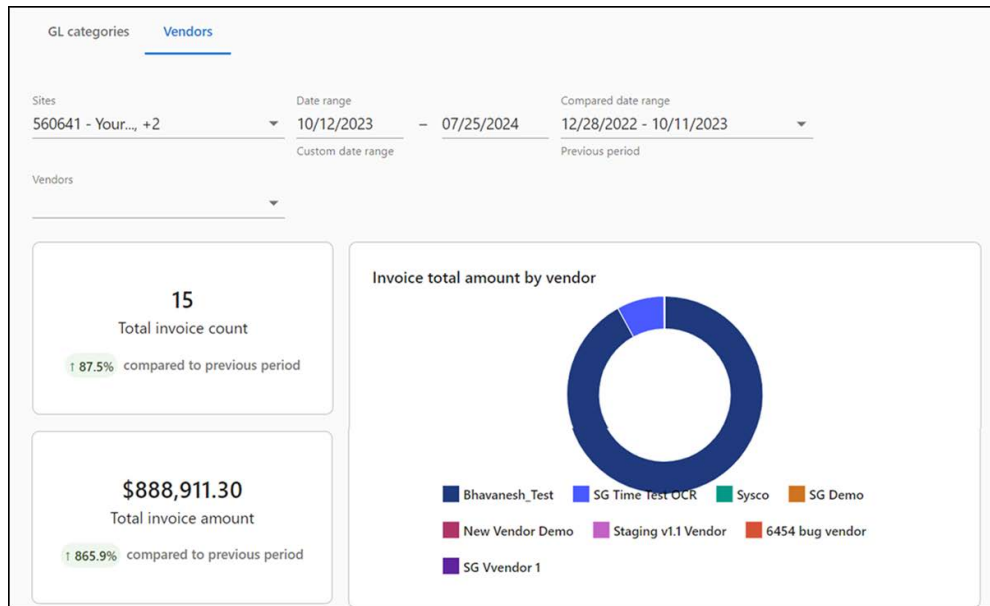 GL categories Vendors
Sites Date range Compared date range
560641 - Your..., +2 10/12/2023 – 07/25/2024 12/28/2022 - 10/11/2023
Custom date range Previous period
Vendors
15
Total invoice count
↑ 87.5% compared to previous period
$888,911.30
Total invoice amount
↑ 865.9% compared to previous period
Invoice total amount by vendor
Bhavanesh_Test SG Time Test OCR Sysco SG Demo
New Vendor Demo Staging v1.1 Vendor 6454 bug vendor
SG Vvendor 1